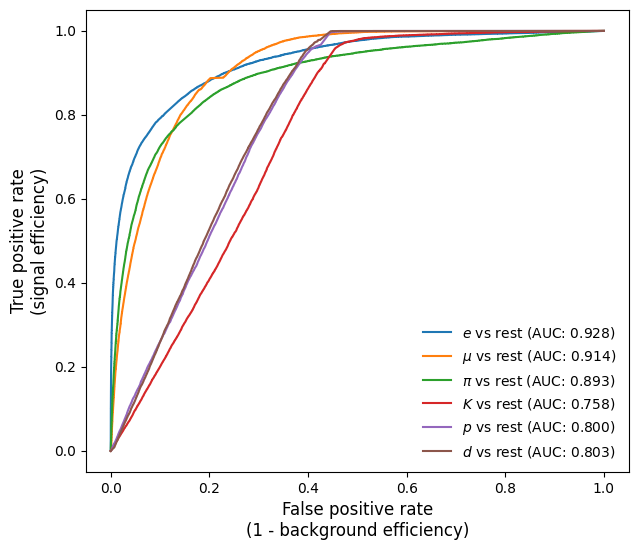 1.0
0.8
0.6
0.4
0.2
0.0
True positive rate
(signal efficiency)
e vs rest (AUC: 0.928)
μ vs rest (AUC: 0.914)
π vs rest (AUC: 0.893)
K vs rest (AUC: 0.758)
p vs rest (AUC: 0.800)
d vs rest (AUC: 0.803)
0.0 0.2 0.4 0.6 0.8 1.0
False positive rate
(1 - background efficiency)